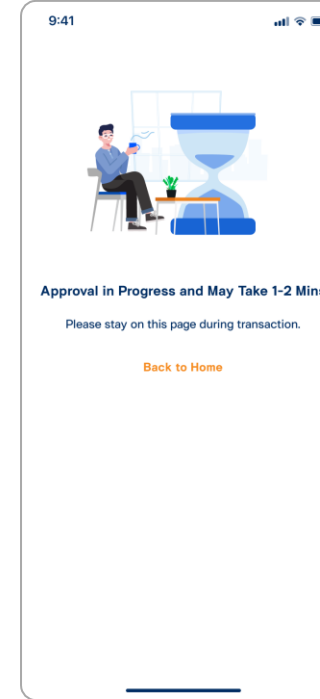 9:41
Approval in Progress and May Take 1-2 Mins
Please stay on this page during transaction.
Back to Home